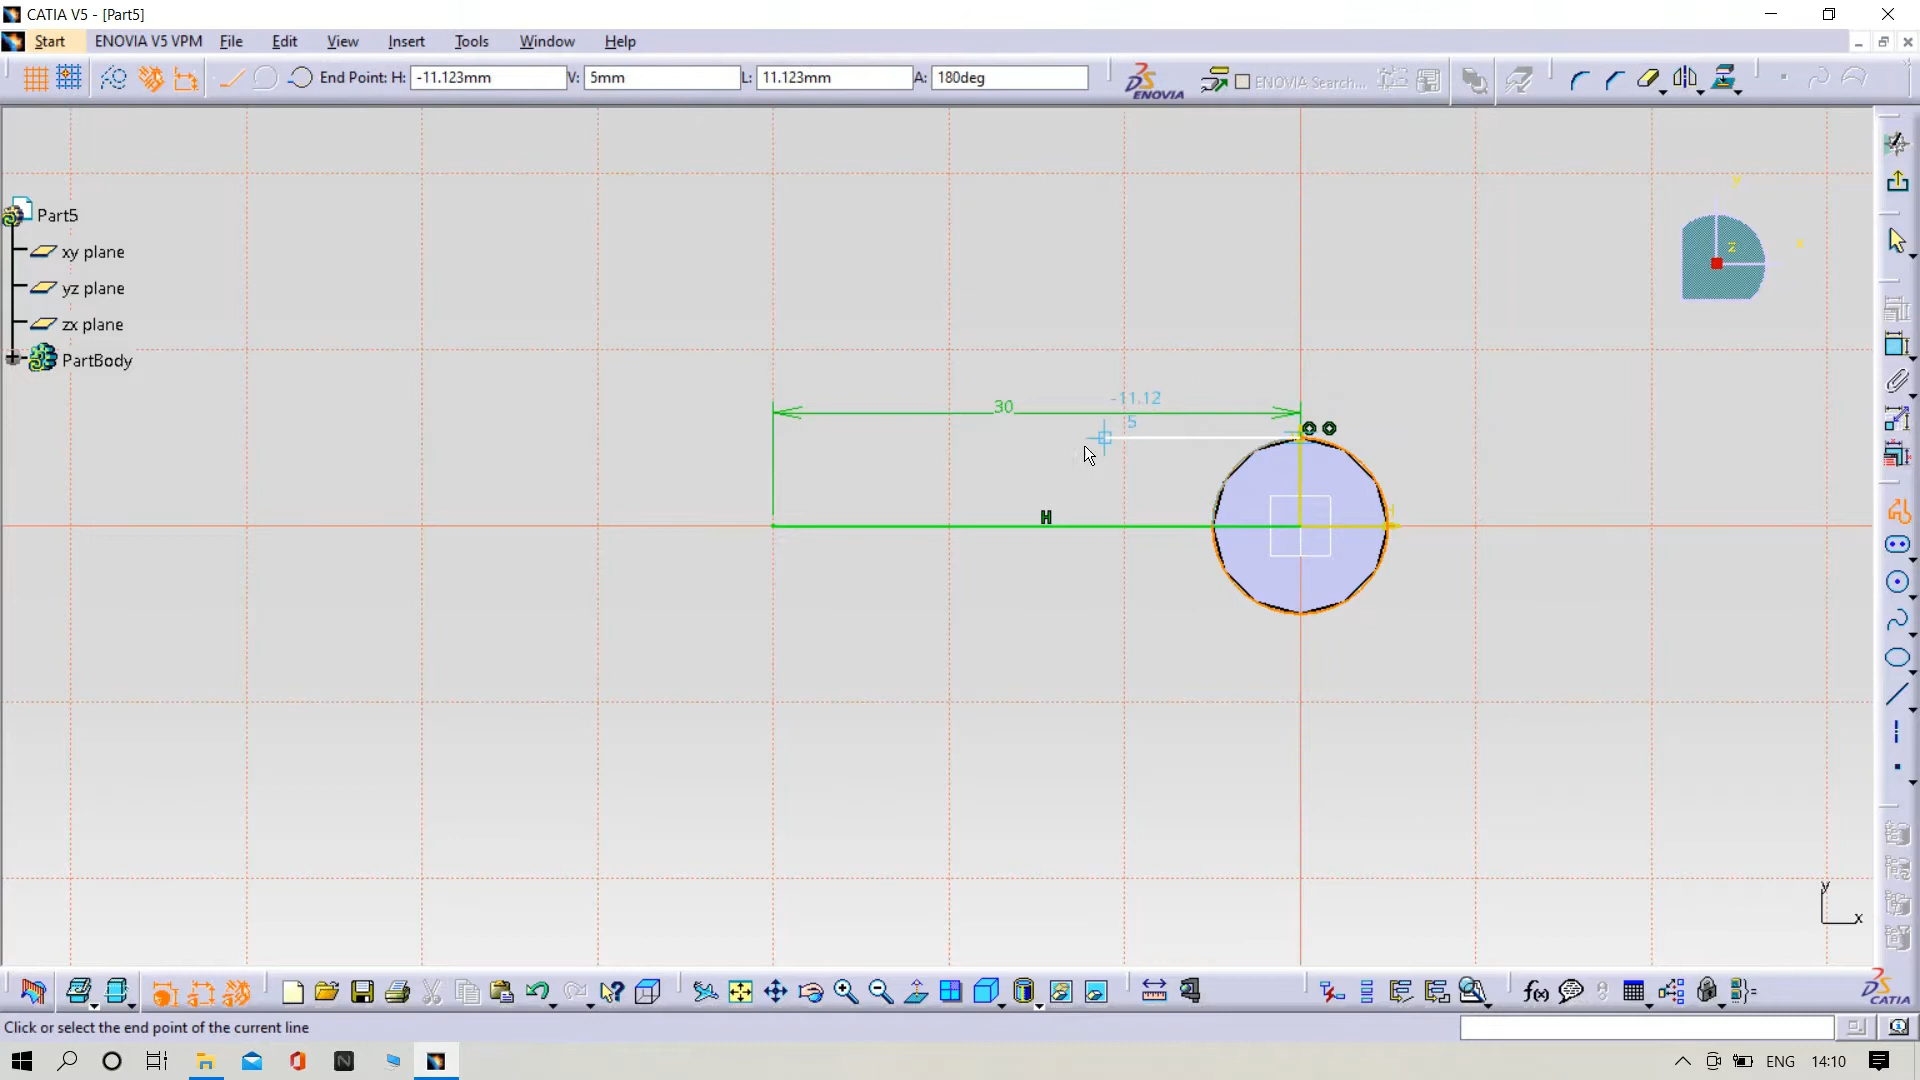 CATIA V5 - [Part5]
Start ENOVIA V5 VPM File Edit View Insert Tools Window Help
End Point: H: -11.123mm V: 5mm L: 11.123mm A: 180deg ENOVIA ENOVIA Search...
Part5
xy plane
yz plane
zx plane
PartBody
y
x
z
-11.12
30
5
H
y
x
f(x)
CATIA
Click or select the end point of the current line
ENG 14:10